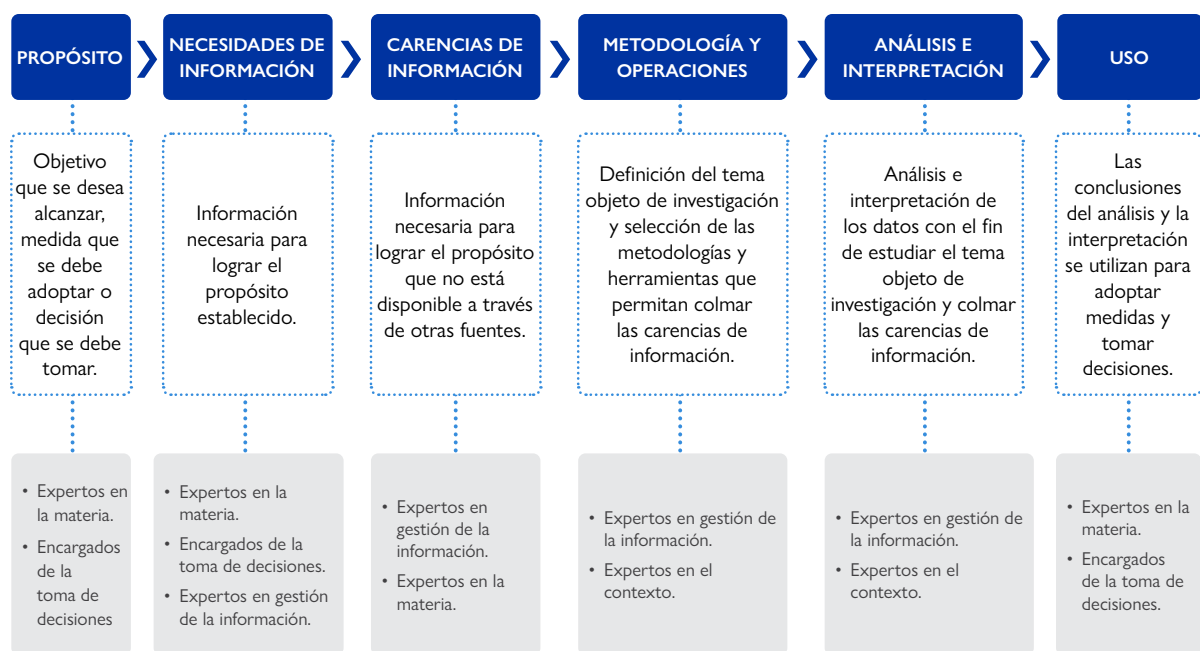 PROPÓSITO
NECESIDADES DE
INFORMACIÓN
CARENCIAS DE
INFORMACIÓN
METODOLOGÍA Y
OPERACIONES
ANÁLISIS E
INTERPRETACIÓN
USO
Objetivo
que se desea
alcanzar,
medida que
se debe
adoptar o
decisión
que se debe
tomar.
Información
necesaria para
lograr el
propósito
establecido.
Información
necesaria para
lograr el propósito
que no está
disponible a través
de otras fuentes.
Definición del tema
objeto de investigación
y selección de las
metodologías y
herramientas que
permitan colmar
las carencias de
información.
Análisis e
interpretación de
los datos con el fin
de estudiar el tema
objeto de
investigación y colmar
las carencias de
información.
Las
conclusiones
del análisis y la
interpretación
se utilizan para
adoptar
medidas y
tomar
decisiones.
• Expertos en
la materia.
• Encargados
de la
toma de
decisiones
• Expertos en la
materia.
• Encargados de la
toma de decisiones.
• Expertos en gestión
de la información.
• Expertos en
gestión de la
información.
• Expertos en la
materia.
• Expertos en gestión de
la información.
• Expertos en el
contexto.
• Expertos en gestión de
la información.
• Expertos en el
contexto.
• Expertos en la
materia.
• Encargados
de la toma de
decisiones.